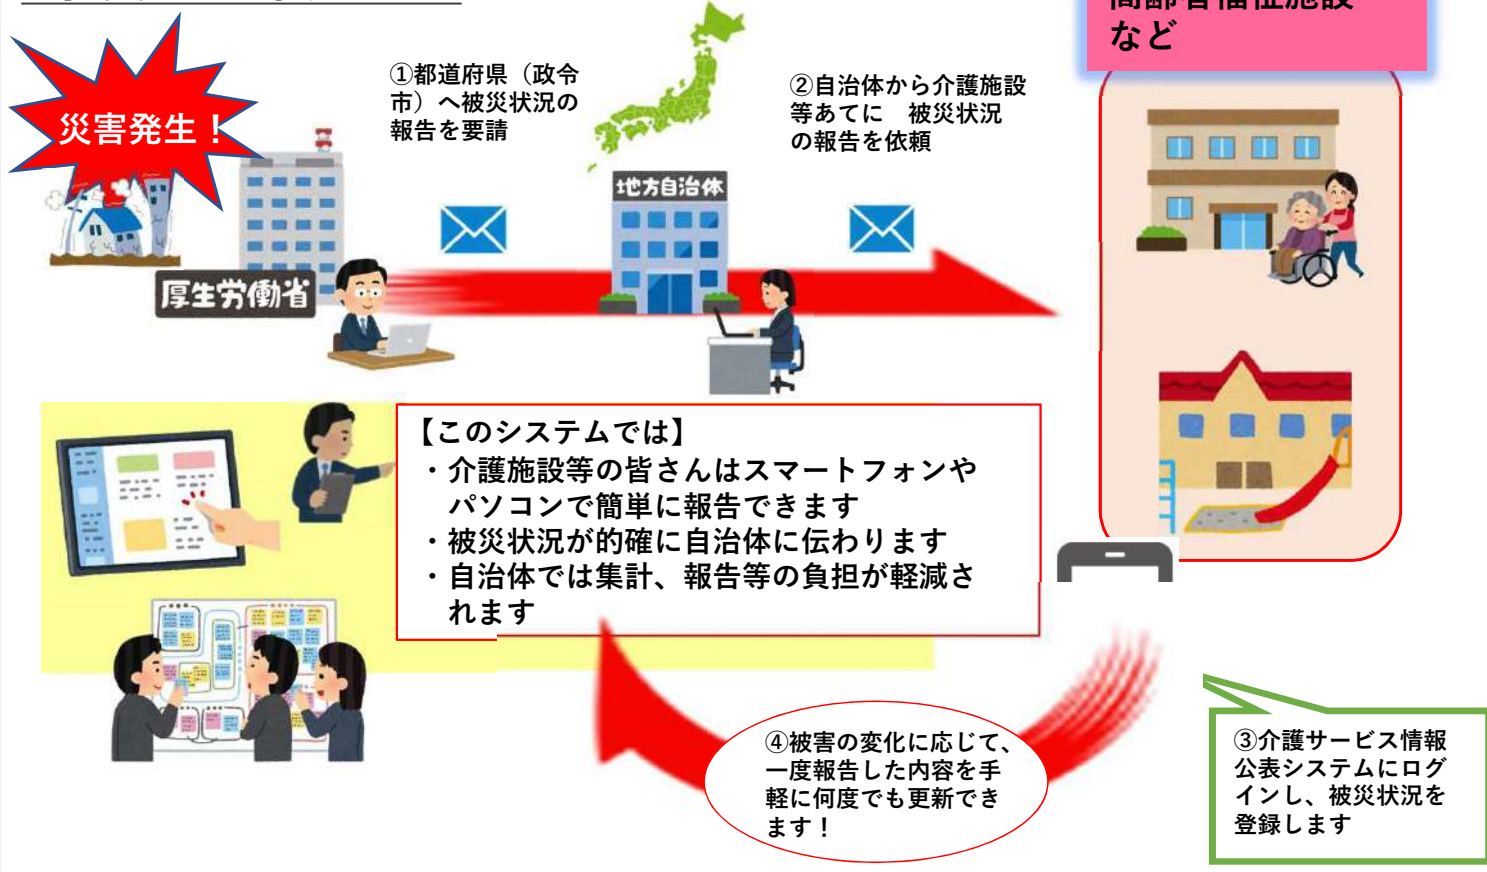 高齢者福祉施設
など
災害発生！
①都道府県（政令
市）へ被災状況の
報告を要請
②自治体から介護施設
等あてに　被災状況
の報告を依頼
地方自治体
厚生労働省
【このシステムでは】
・介護施設等の皆さんはスマートフォンや
パソコンで簡単に報告できます
・被災状況が的確に自治体に伝わります
・自治体では集計、報告等の負担が軽減さ
れます
③介護サービス情報
公表システムにログ
インし、被災状況を
登録します
④被害の変化に応じて、
一度報告した内容を手
軽に何度でも更新でき
ます！